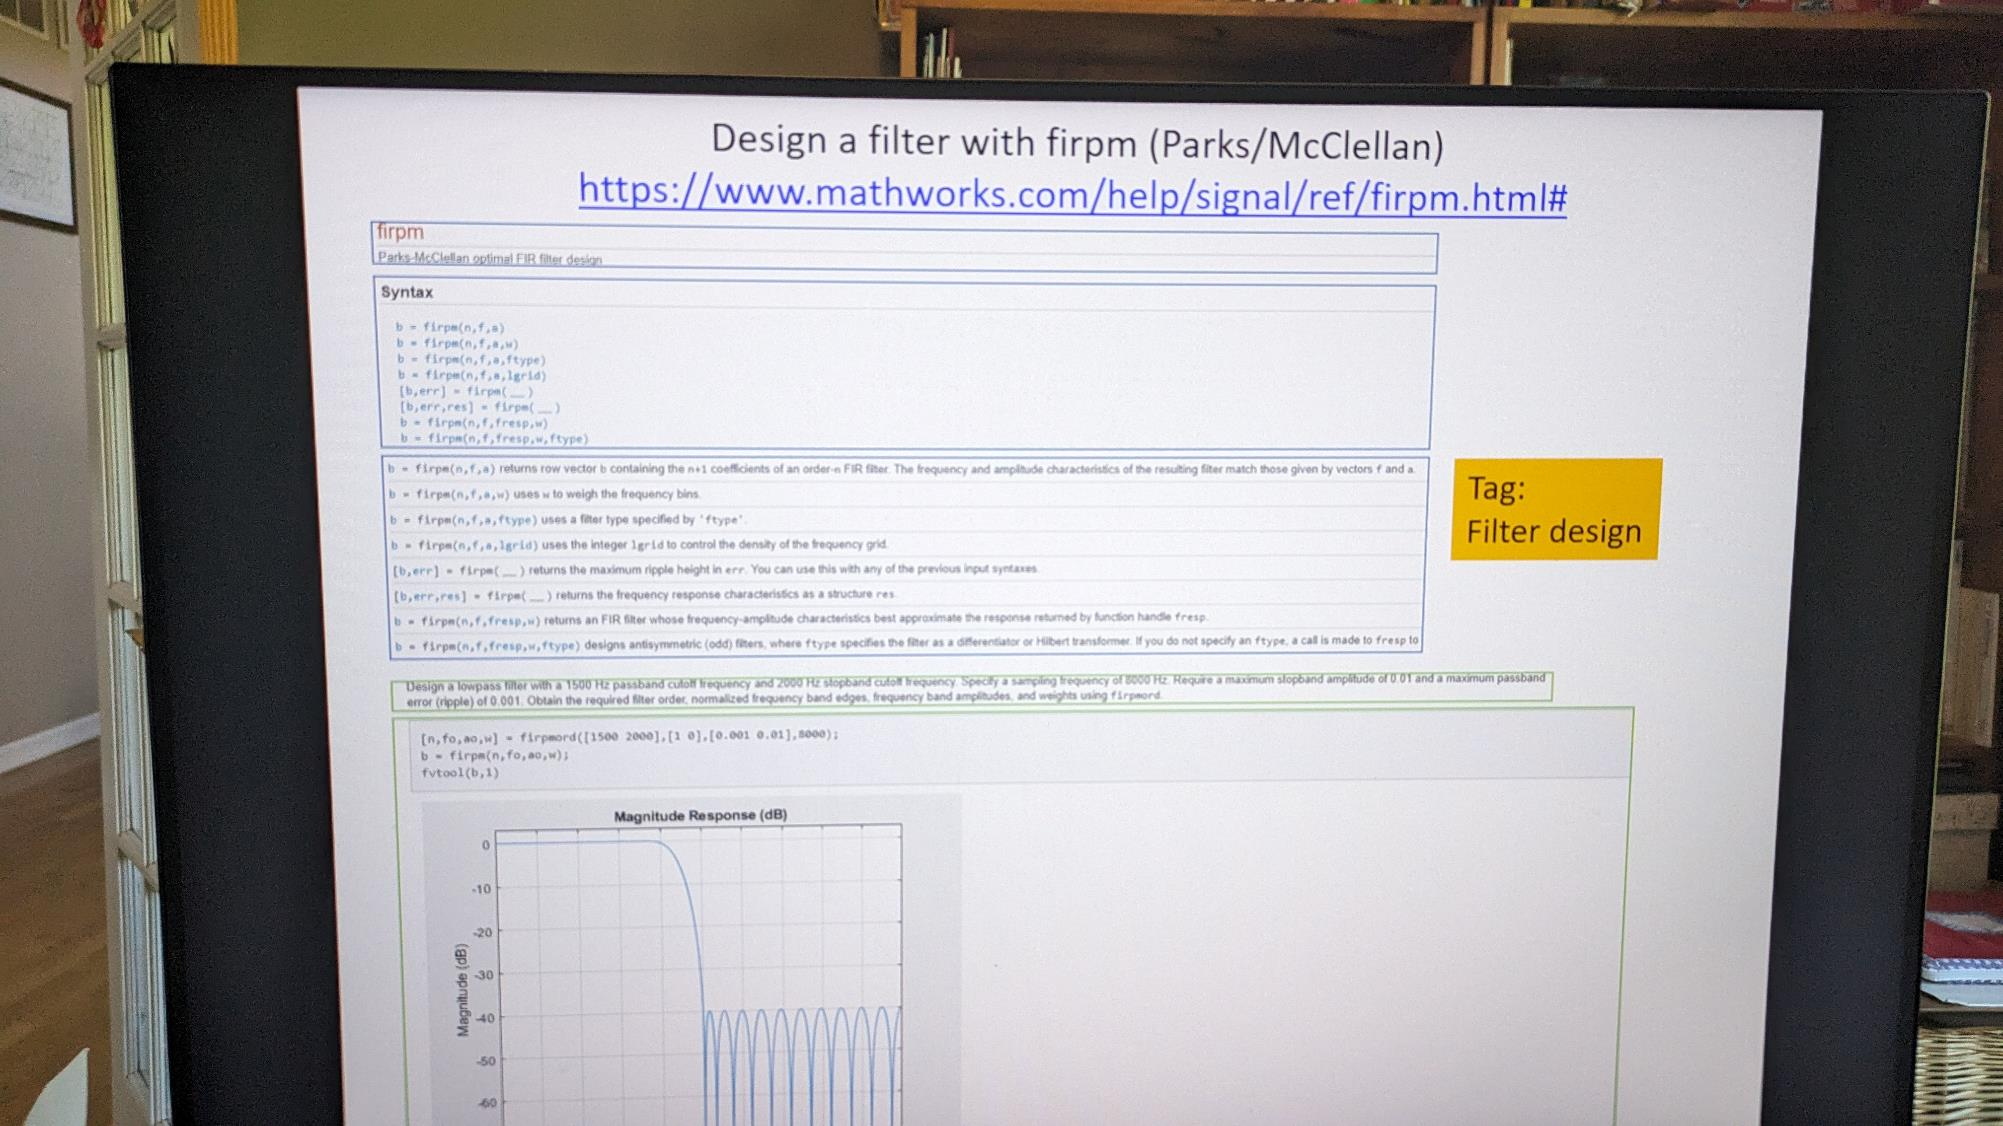 Design a filter with firpm (Parks/McClellan)
https://www.mathworks.com/help/signal/ref/firpm.html#
firpm
Parks-McClellan optimal FIR filter design
Syntax
b = firpm(n,f,a)
b = firpm(n,f,a,w)
b = firpm(n,f,a,ftype)
b = firpm(n,f,a,lgrid)
[b,err] = firpm(__)
[b,err,res] = firpm(__)
b = firpm(n,f,fresp,w)
b = firpm(n,f,fresp,w,ftype)
b = firpm(n,f,a) returns row vector b containing the n+1 coefficients of an order-n FIR filter. The frequency and amplitude characteristics of the resulting filter match those given by vectors f and a.
b = firpm(n,f,a,w) uses w to weigh the frequency bins.
b = firpm(n,f,a,ftype) uses a filter type specified by 'ftype'.
b = firpm(n,f,a,lgrid) uses the integer lgrid to control the density of the frequency grid.
[b,err] = firpm(__) returns the maximum ripple height in err. You can use this with any of the previous input syntaxes.
[b,err,res] = firpm(__) returns the frequency response characteristics as a structure res.
b = firpm(n,f,fresp,w) returns an FIR filter whose frequency-amplitude characteristics best approximate the response returned by function handle fresp.
b = firpm(n,f,fresp,w,ftype) designs antisymmetric (odd) filters, where ftype specifies the filter as a differentiator or Hilbert transformer. If you do not specify an ftype, a call is made to fresp to
Tag:
Filter design
Design a lowpass filter with a 1500 Hz passband cutoff frequency and 2000 Hz stopband cutoff frequency. Specify a sampling frequency of 8000 Hz. Require a maximum stopband amplitude of 0.01 and a maximum passband
error (ripple) of 0.001. Obtain the required filter order, normalized frequency band edges, frequency band amplitudes, and weights using firpmord.
[n,fo,ao,w] = firpmord([1500 2000],[1 0],[0.001 0.01],8000);
b = firpm(n,fo,ao,w);
fvtool(b,1)
Magnitude Response (dB)
Magnitude (dB)
0
-10
-20
-30
-40
-50
-60